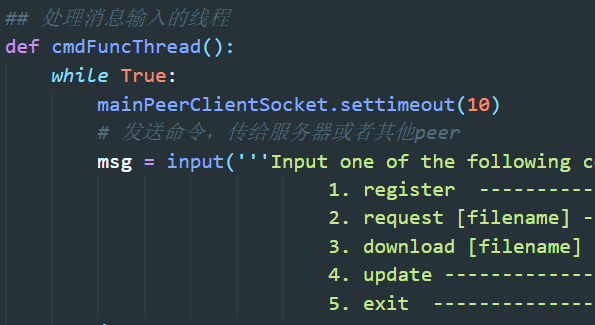 ## 处理消息输入的线程
def cmdFuncThread():
while True:
mainPeerClientSocket.settimeout(10)
# 发送命令，传给服务器或者其他peer
msg = input('''Input one of the following c
1. register ----------
2. request [filename] -
3. download [filename]
4. update -------------
5. exit --------------